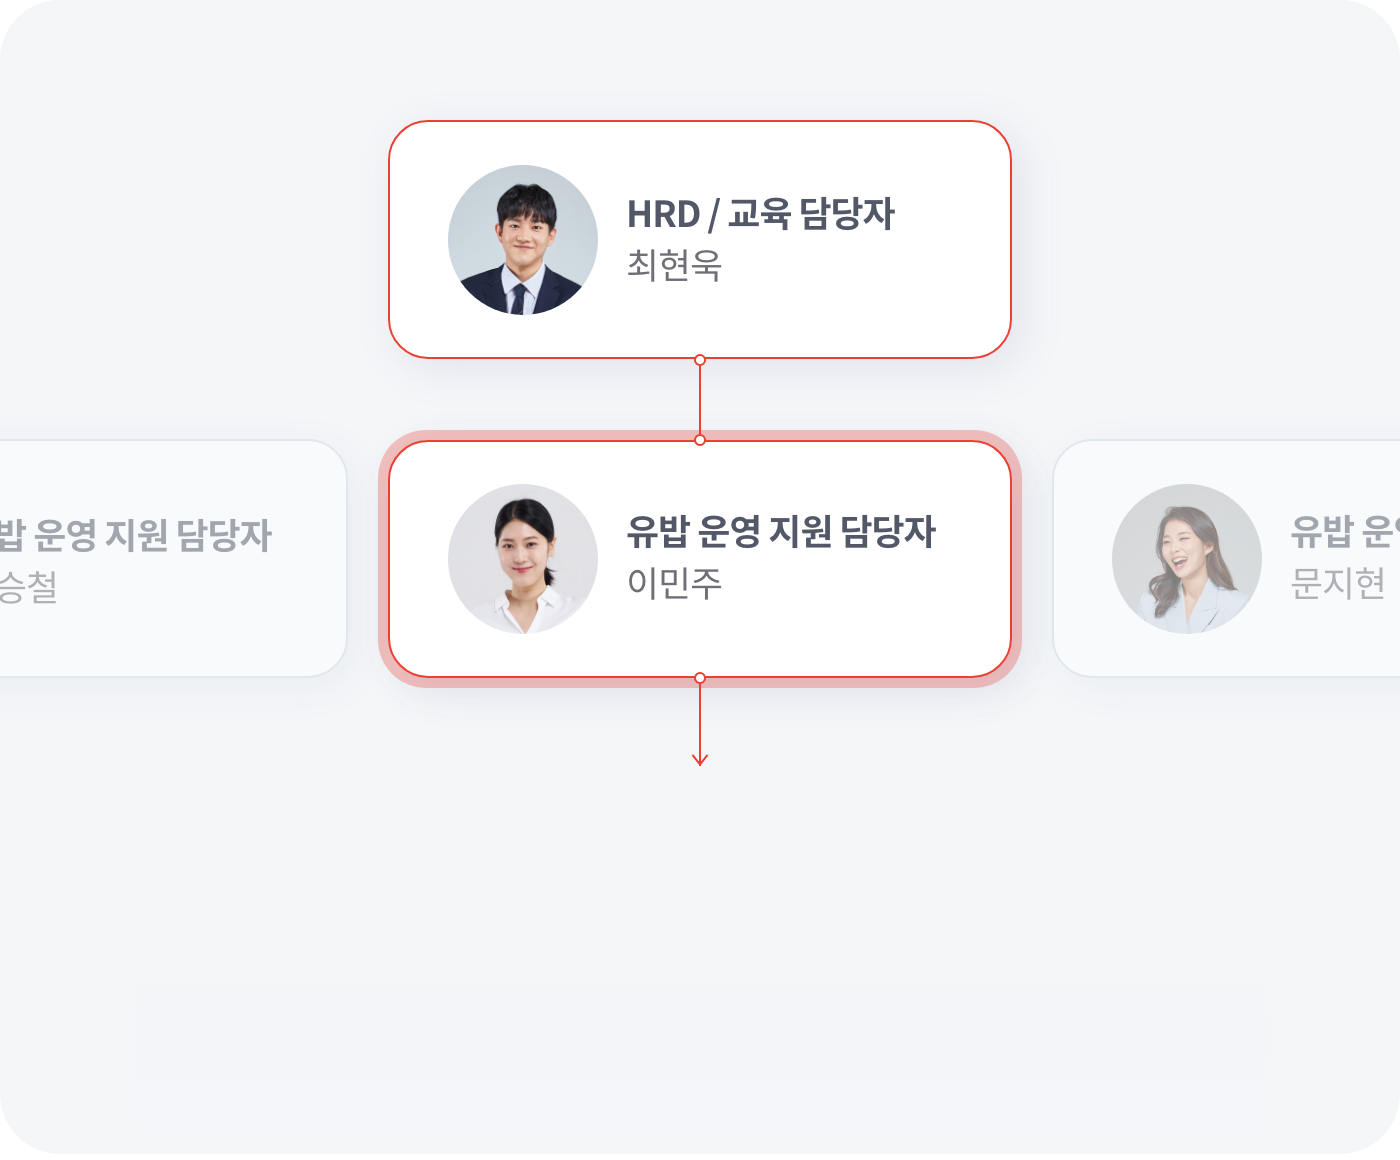 HRD / 교육 담당자
최현욱
밥 운영 지원 담당자
승철
유밥 운영 지원 담당자
이민주
유밥 운
문지현